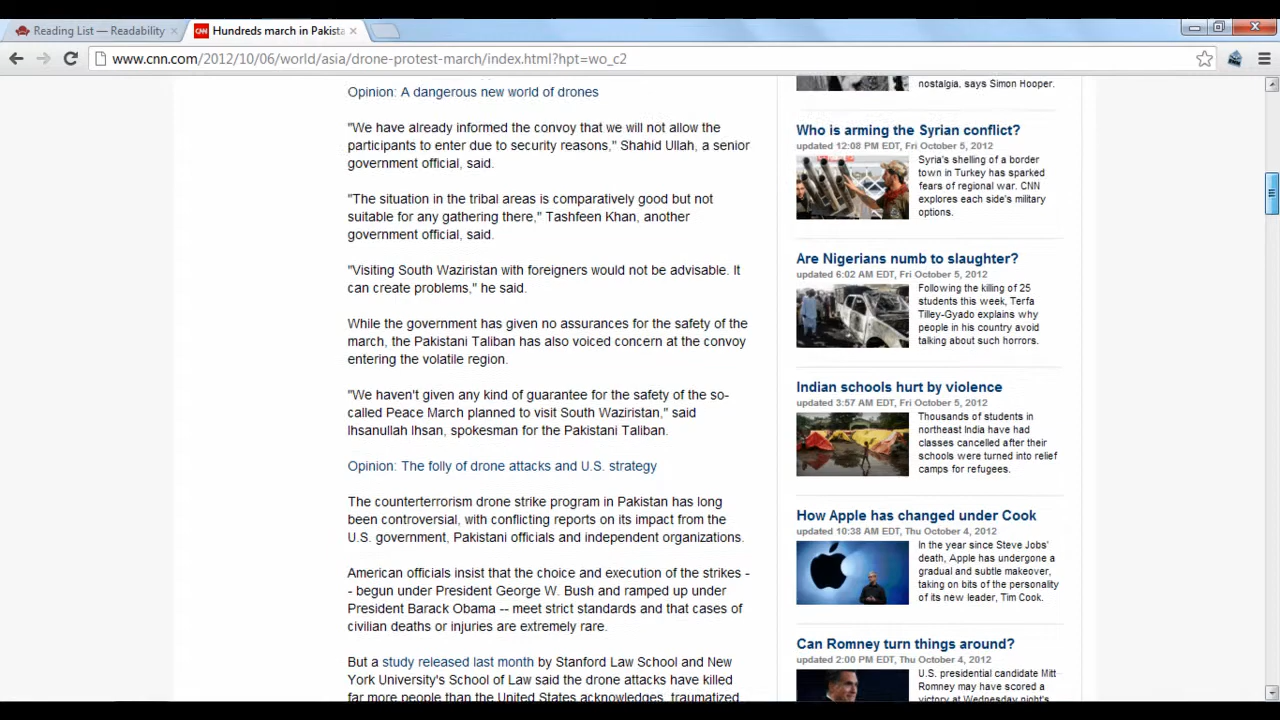 Reading List — Readability
CNN
Hundreds march in Pakista
www.cnn.com/2012/10/06/world/asia/drone-protest-march/index.html?hpt=wo_c2
Opinion: A dangerous new world of drones
"We have already informed the convoy that we will not allow the
participants to enter due to security reasons," Shahid Ullah, a senior
government official, said.
"The situation in the tribal areas is comparatively good but not
suitable for any gathering there," Tashfeen Khan, another
government official, said.
"Visiting South Waziristan with foreigners would not be advisable. It
can create problems," he said.
While the government has given no assurances for the safety of the
march, the Pakistani Taliban has also voiced concern at the convoy
entering the volatile region.
"We haven't given any kind of guarantee for the safety of the so-
called Peace March planned to visit South Waziristan," said
Ihsanullah Ihsan, spokesman for the Pakistani Taliban.
Opinion: The folly of drone attacks and U.S. strategy
The counterterrorism drone strike program in Pakistan has long
been controversial, with conflicting reports on its impact from the
U.S. government, Pakistani officials and independent organizations.
American officials insist that the choice and execution of the strikes -
- begun under President George W. Bush and ramped up under
President Barack Obama -- meet strict standards and that cases of
civilian deaths or injuries are extremely rare.
But a study released last month by Stanford Law School and New
York University's School of Law said the drone attacks have killed
far more people than the United States acknowledges, traumatized
nostalgia, says Simon Hooper.
Who is arming the Syrian conflict?
updated 12:08 PM EDT, Fri October 5, 2012
Syria's shelling of a border
town in Turkey has sparked
fears of regional war. CNN
explores each side's military
options.
Are Nigerians numb to slaughter?
updated 6:02 AM EDT, Fri October 5, 2012
Following the killing of 25
students this week, Terfa
Tilley-Gyado explains why
people in his country avoid
talking about such horrors.
Indian schools hurt by violence
updated 3:57 AM EDT, Fri October 5, 2012
Thousands of students in
northeast India have had
classes cancelled after their
schools were turned into relief
camps for refugees.
How Apple has changed under Cook
updated 10:38 AM EDT, Thu October 4, 2012
In the year since Steve Jobs'
death, Apple has undergone a
gradual and subtle makeover,
taking on bits of the personality
of its new leader, Tim Cook.
Can Romney turn things around?
updated 2:00 PM EDT, Thu October 4, 2012
U.S. presidential candidate Mitt
Romney may have scored a
victory at Wednesday night's